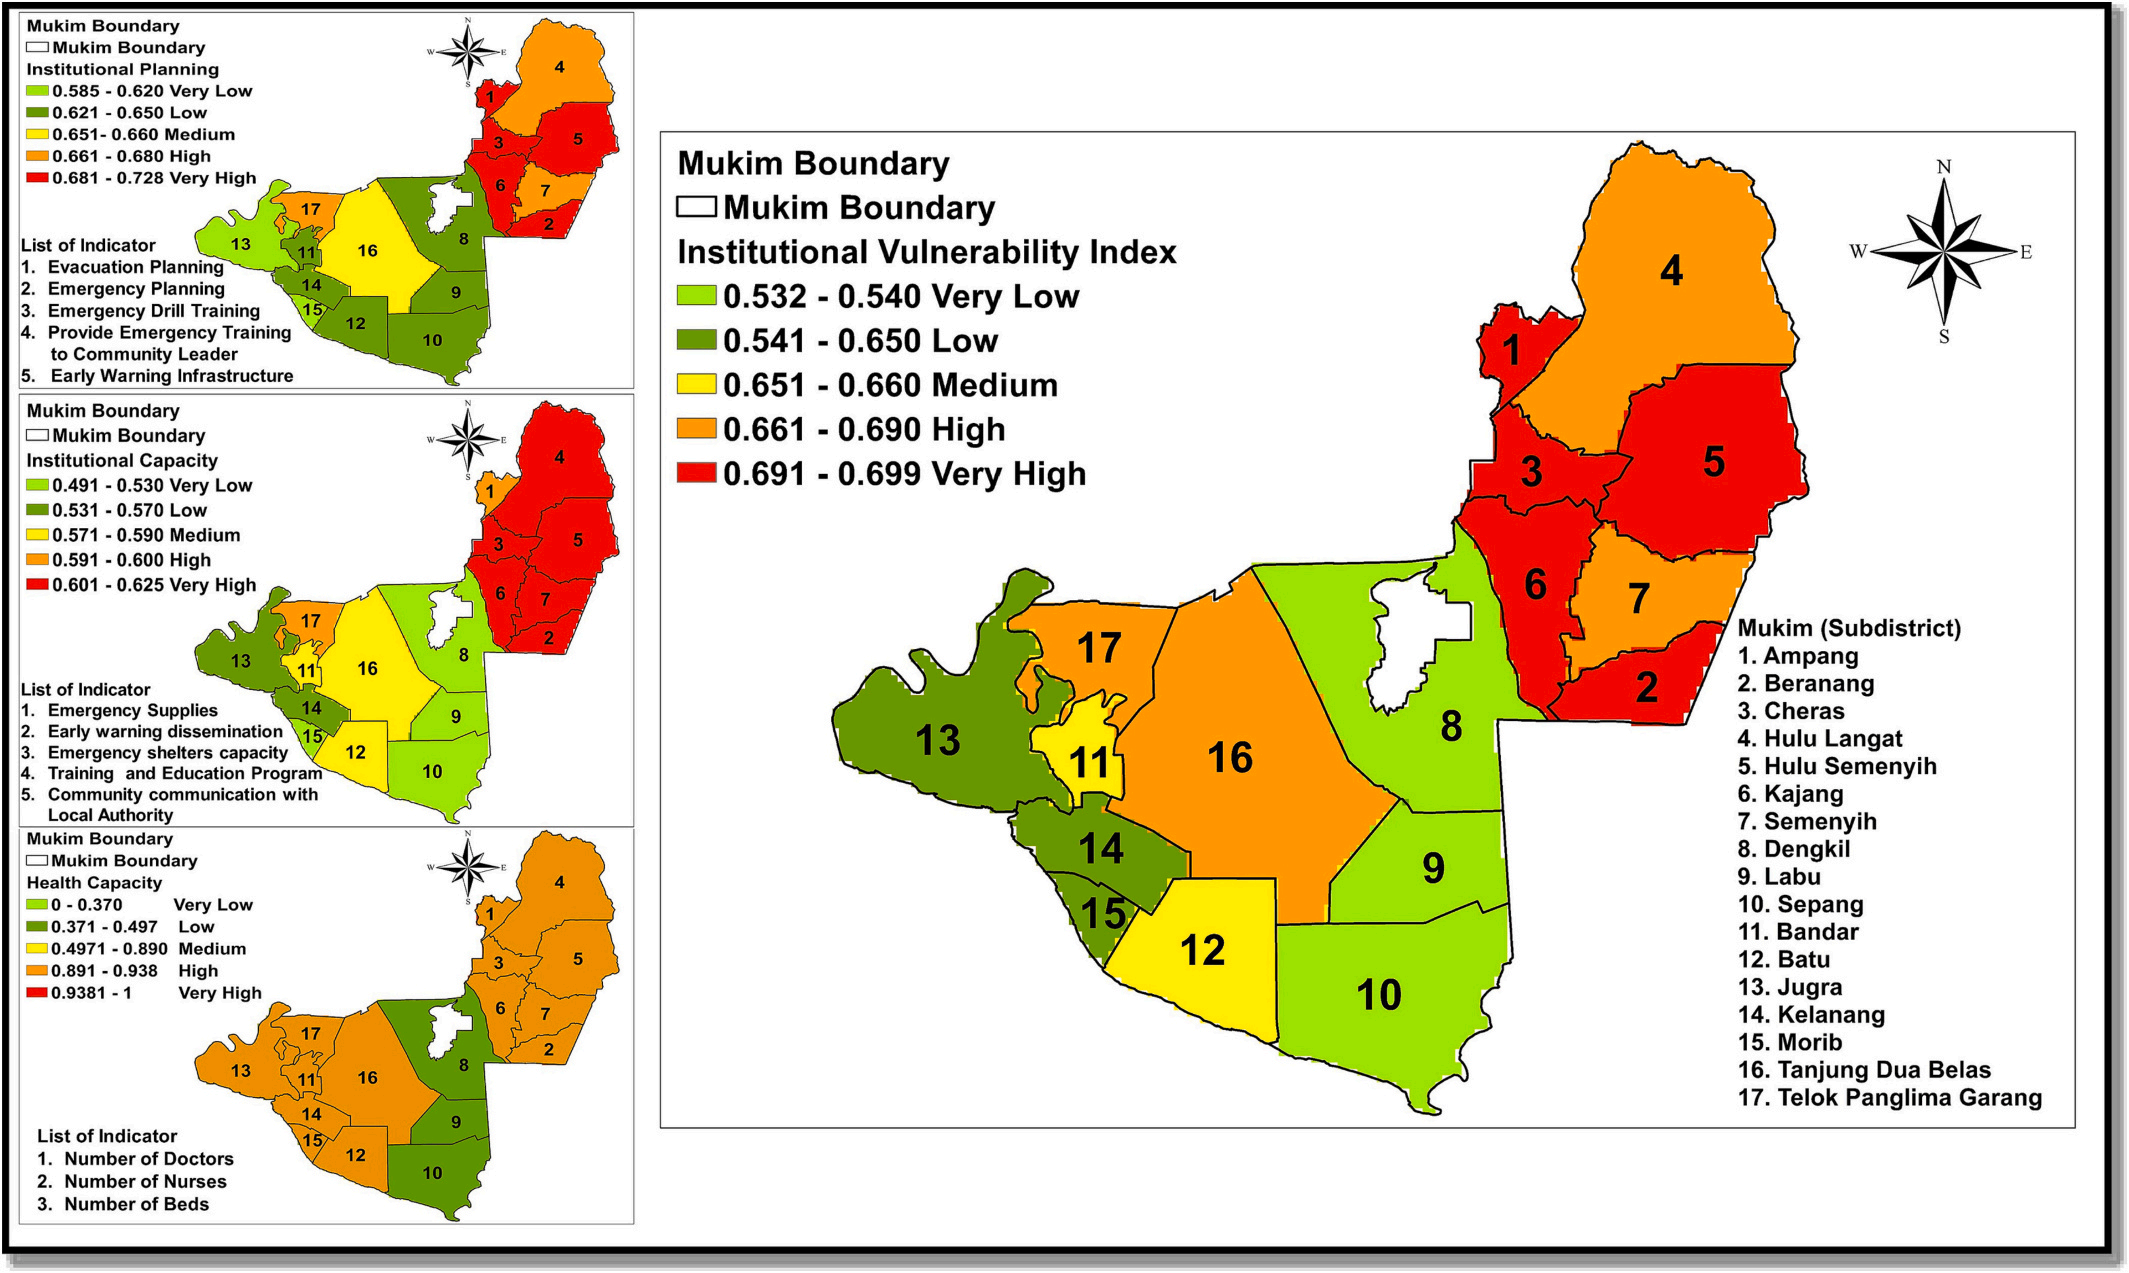 Mukim Boundary
Mukim Boundary
Institutional Planning
0.585 - 0.620 Very Low
0.621 - 0.650 Low
0.651- 0.660 Medium
0.661 - 0.680 High
0.681 - 0.728 Very High
List of Indicator
1. Evacuation Planning
2. Emergency Planning
3. Emergency Drill Training
4. Provide Emergency Training
to Community Leader
5. Early Warning Infrastructure
N
W E
S
4
1
5
3
6
7
2
17
13
11
16
8
14
9
15
12
10
Mukim Boundary
Mukim Boundary
Institutional Capacity
0.491 - 0.530 Very Low
0.531 - 0.570 Low
0.571 - 0.590 Medium
0.591 - 0.600 High
0.601 - 0.625 Very High
List of Indicator
1. Emergency Supplies
2. Early warning dissemination
3. Emergency shelters capacity
4. Training and Education Program
5. Community communication with
Local Authority
N
W E
S
4
1
5
3
6
7
2
17
13
11
16
8
14
9
15
12
10
Mukim Boundary
Mukim Boundary
Health Capacity
0 - 0.370 Very Low
0.371 - 0.497 Low
0.4971 - 0.890 Medium
0.891 - 0.938 High
0.9381 - 1 Very High
List of Indicator
1. Number of Doctors
2. Number of Nurses
3. Number of Beds
N
W E
S
4
1
5
3
6
7
2
17
13
11
16
8
14
9
15
12
10
Mukim Boundary
Mukim Boundary
Institutional Vulnerability Index
0.532 - 0.540 Very Low
0.541 - 0.650 Low
0.651 - 0.660 Medium
0.661 - 0.690 High
0.691 - 0.699 Very High
N
W E
S
4
1
5
3
6
7
2
17
13
11
16
8
14
9
15
12
10
Mukim (Subdistrict)
1. Ampang
2. Beranang
3. Cheras
4. Hulu Langat
5. Hulu Semenyih
6. Kajang
7. Semenyih
8. Dengkil
9. Labu
10. Sepang
11. Bandar
12. Batu
13. Jugra
14. Kelanang
15. Morib
16. Tanjung Dua Belas
17. Telok Panglima Garang